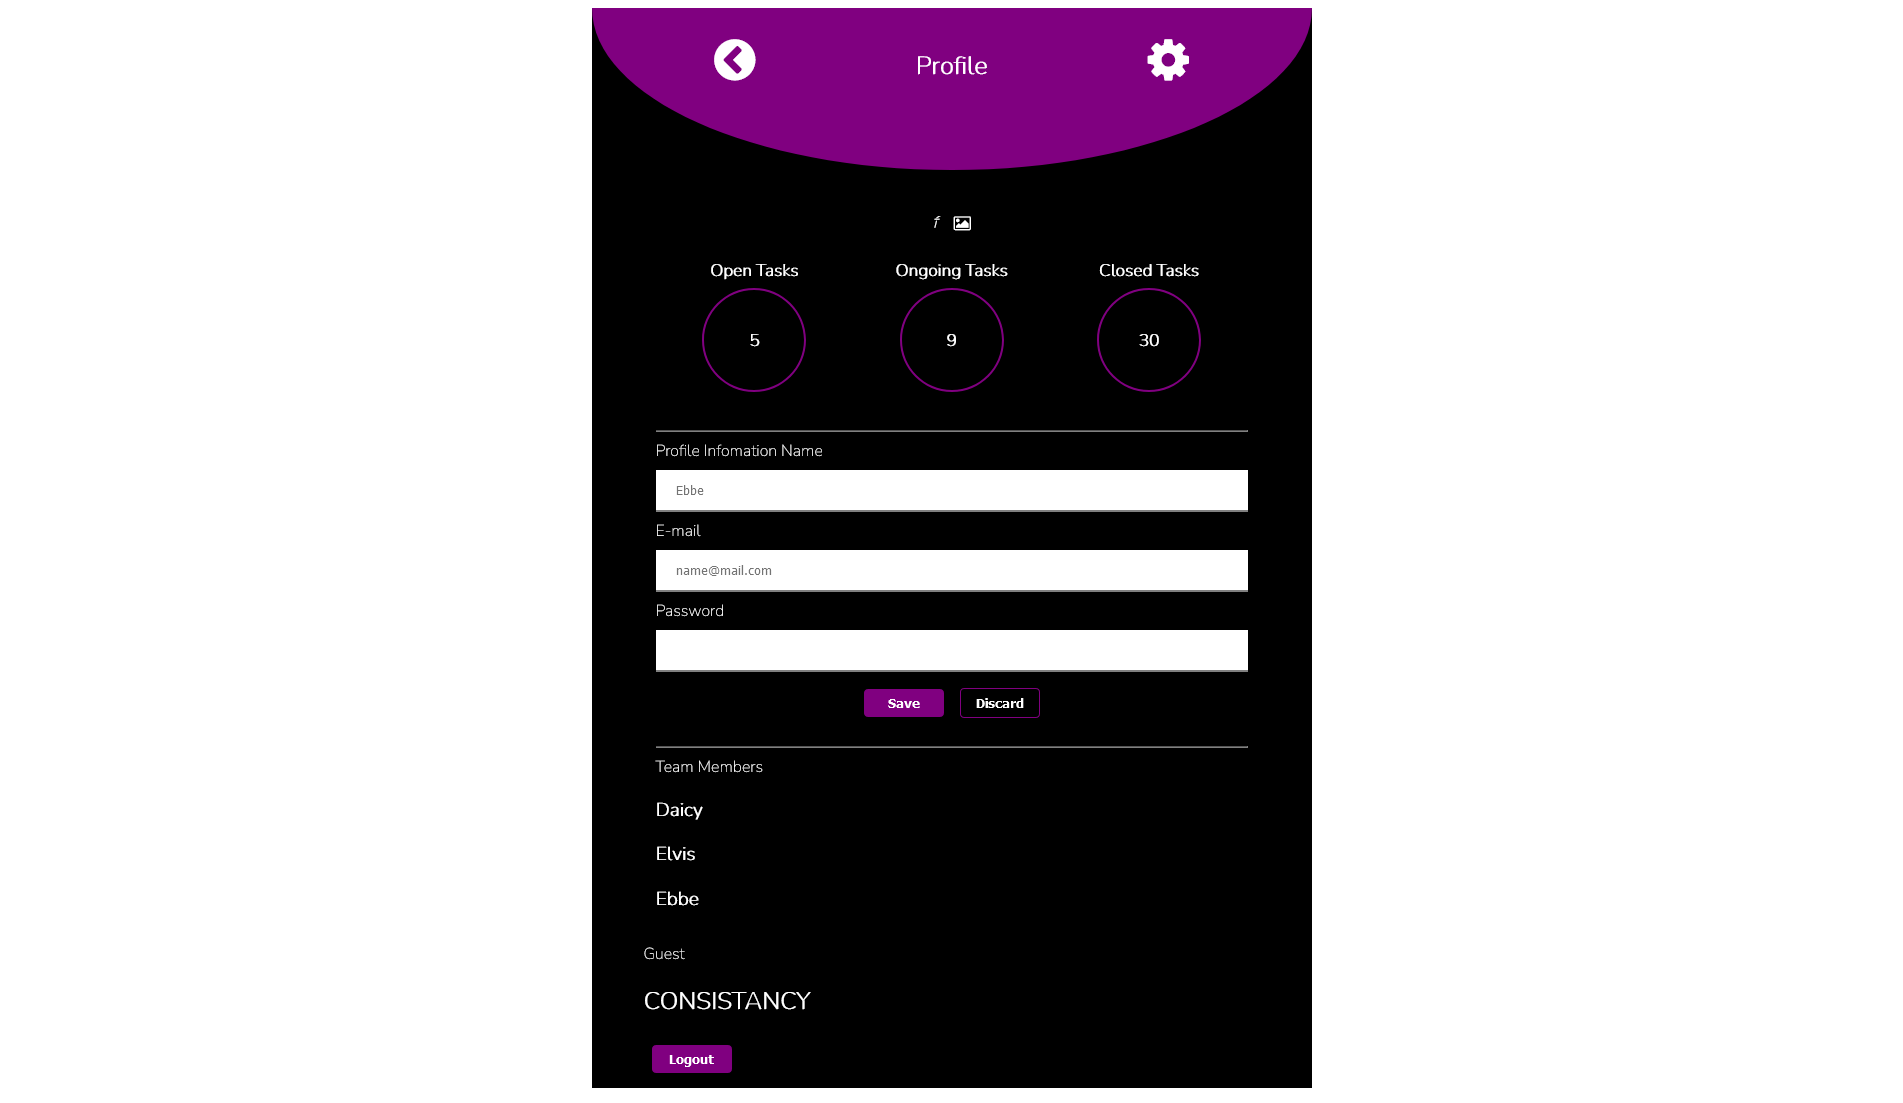 Profile
f
Open Tasks Ongoing Tasks Closed Tasks
5 9 30
Profile Infomation Name
Ebbe
E-mail
name@mail.com
Password
Save Discard
Team Members
Daicy
Elvis
Ebbe
Guest
CONSISTANCY
Logout